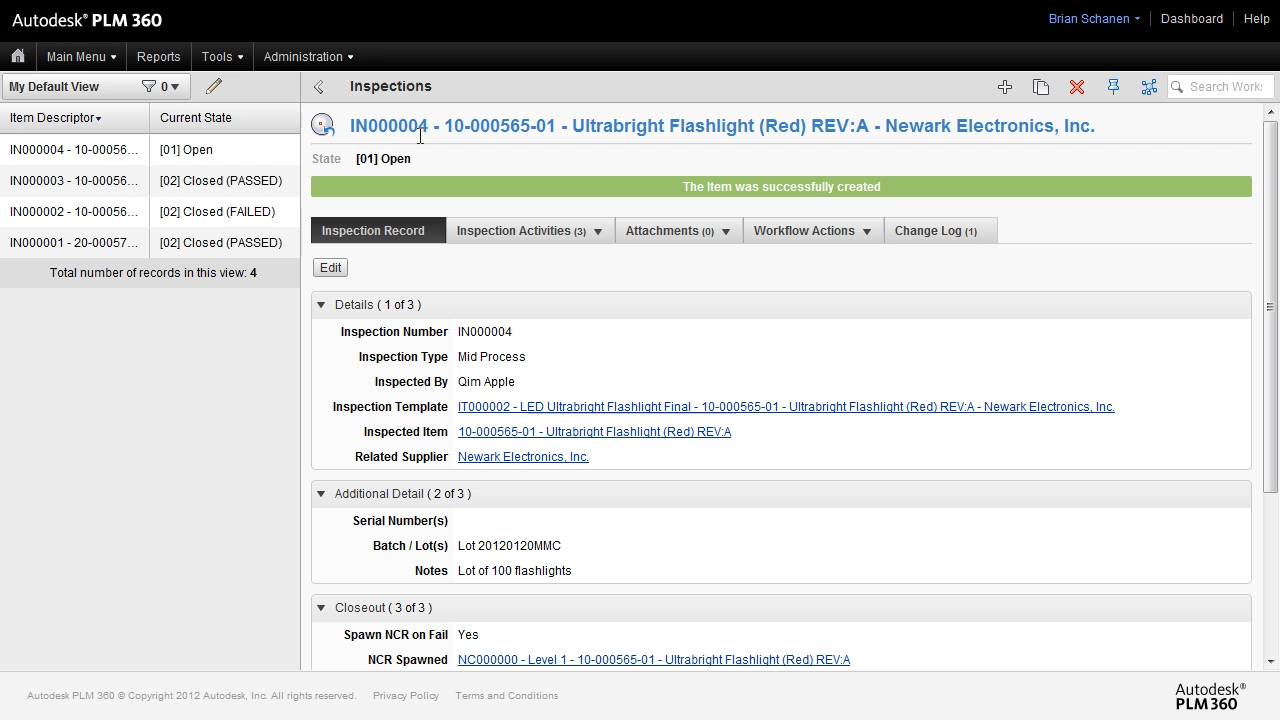 Autodesk® PLM 360
Brian Schanen
Dashboard
Help
Main Menu
Reports
Tools
Administration
My Default View
0
Inspections
Search Works
Item Descriptor
Current State
IN000004 - 10-00056...
[01] Open
IN000003 - 10-00056...
[02] Closed (PASSED)
IN000002 - 10-00056...
[02] Closed (FAILED)
IN000001 - 20-00057...
[02] Closed (PASSED)
Total number of records in this view: 4
IN000004 - 10-000565-01 - Ultrabright Flashlight (Red) REV:A - Newark Electronics, Inc.
State [01] Open
The Item was successfully created
Inspection Record
Inspection Activities (3)
Attachments (0)
Workflow Actions
Change Log (1)
Edit
Details ( 1 of 3 )
Inspection Number IN000004
Inspection Type Mid Process
Inspected By Qim Apple
Inspection Template IT000002 - LED Ultrabright Flashlight Final - 10-000565-01 - Ultrabright Flashlight (Red) REV:A - Newark Electronics, Inc.
Inspected Item 10-000565-01 - Ultrabright Flashlight (Red) REV:A
Related Supplier Newark Electronics, Inc.
Additional Detail ( 2 of 3 )
Serial Number(s)
Batch / Lot(s) Lot 20120120MMC
Notes Lot of 100 flashlights
Closeout ( 3 of 3 )
Spawn NCR on Fail Yes
NCR Spawned NC000000 - Level 1 - 10-000565-01 - Ultrabright Flashlight (Red) REV:A
Autodesk PLM 360 © Copyright 2012 Autodesk, Inc. All rights reserved.
Privacy Policy
Terms and Conditions
Autodesk®
PLM 360